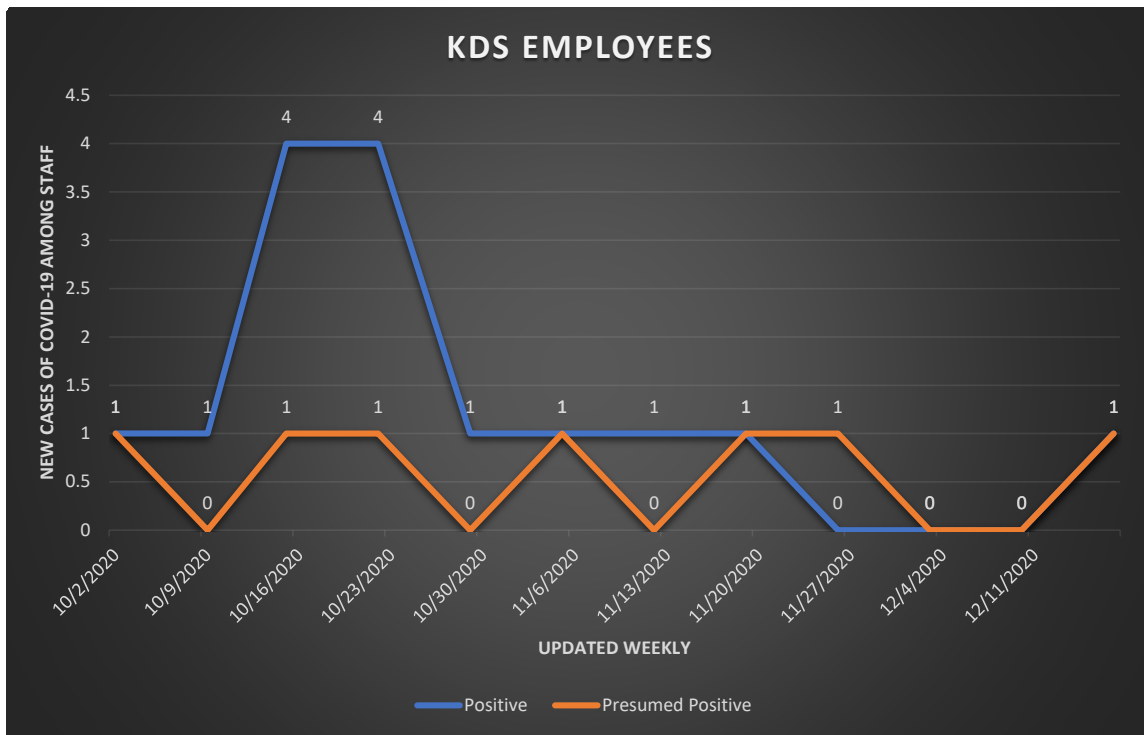 KDS EMPLOYEES
NEW CASES OF COVID-19 AMONG STAFF
4.5
4
3.5
3
2.5
2
1.5
1
0.5
0
4 4
1 1 1 1 1 1 1 1 1 1
0 0 0 0 0 0
10/2/2020 10/9/2020 10/16/2020 10/23/2020 10/30/2020 11/6/2020 11/13/2020 11/20/2020 11/27/2020 12/4/2020 12/11/2020
UPDATED WEEKLY
Positive Presumed Positive